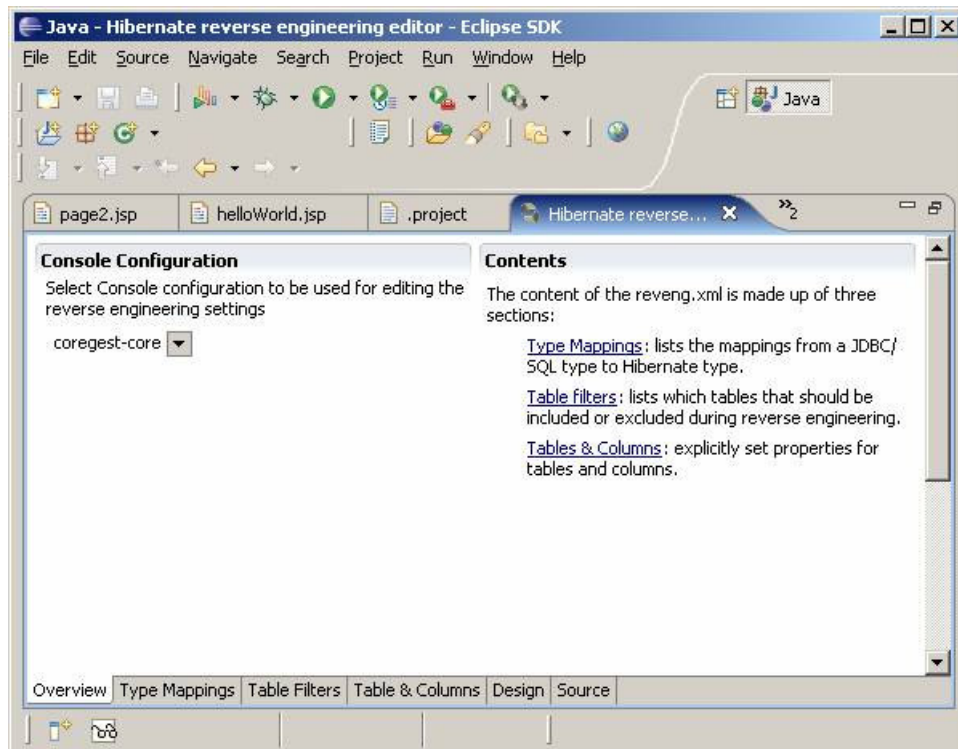 Java - Hibernate reverse engineering editor - Eclipse SDK
File Edit Source Navigate Search Project Run Window Help
Java
page2.jsp helloWorld.jsp .project Hibernate reverse... »2
Console Configuration
Select Console configuration to be used for editing the
reverse engineering settings
coregest-core
Contents
The content of the reveng.xml is made up of three
sections:
Type Mappings: lists the mappings from a JDBC/
SQL type to Hibernate type.
Table filters: lists which tables that should be
included or excluded during reverse engineering.
Tables & Columns: explicitly set properties for
tables and columns.
Overview Type Mappings Table Filters Table & Columns Design Source